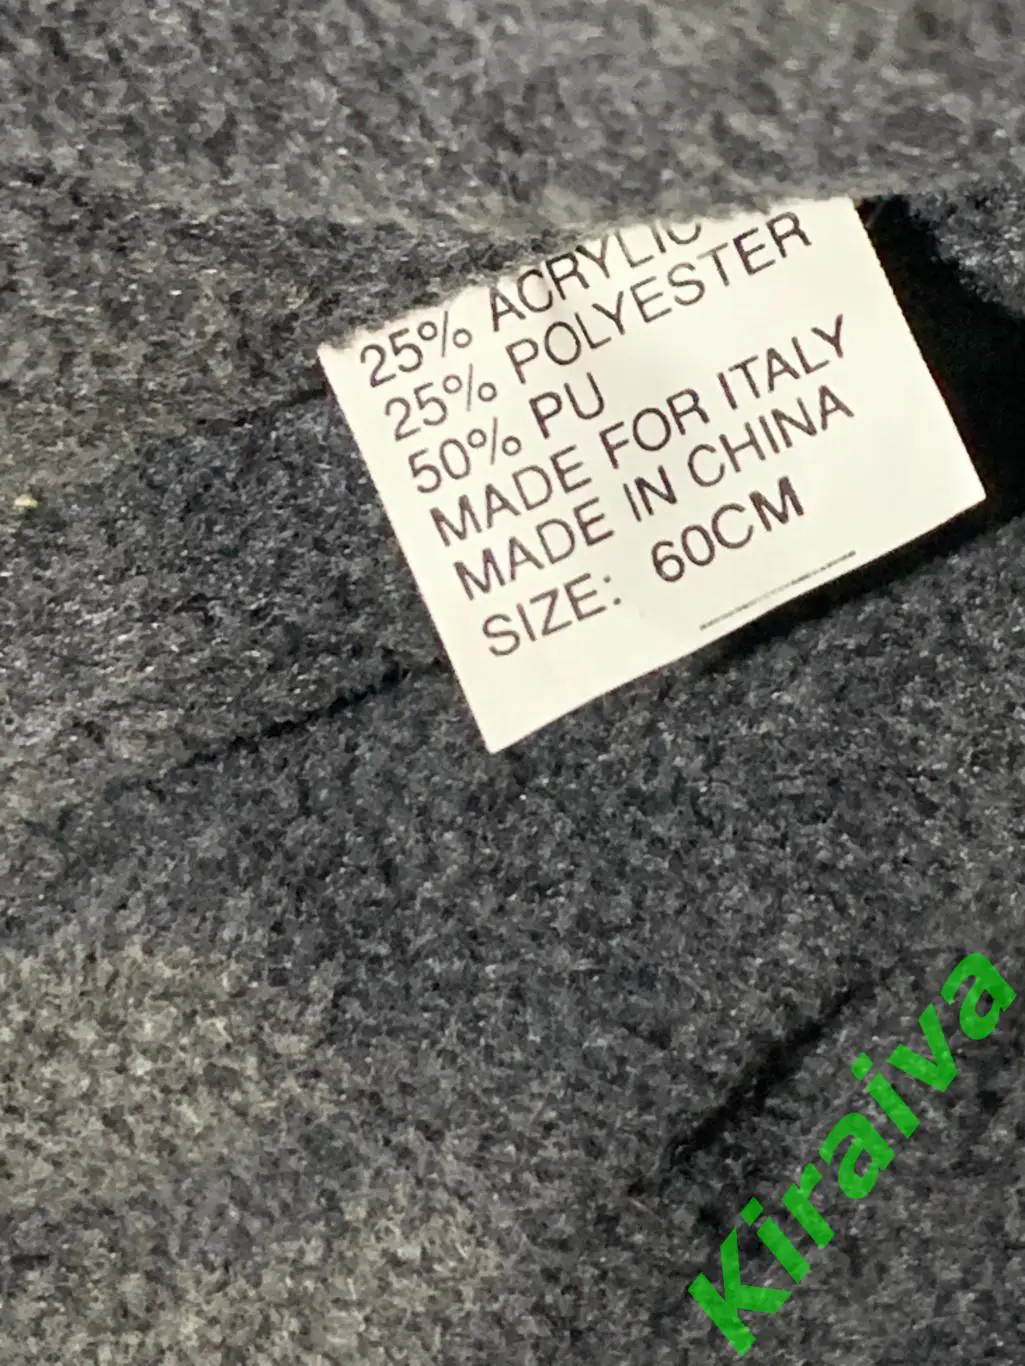 25% ACRYLIC
25% POLYESTER
50% PU
MADE FOR ITALY
MADE IN CHINA
SIZE: 60CM
Kiraiva